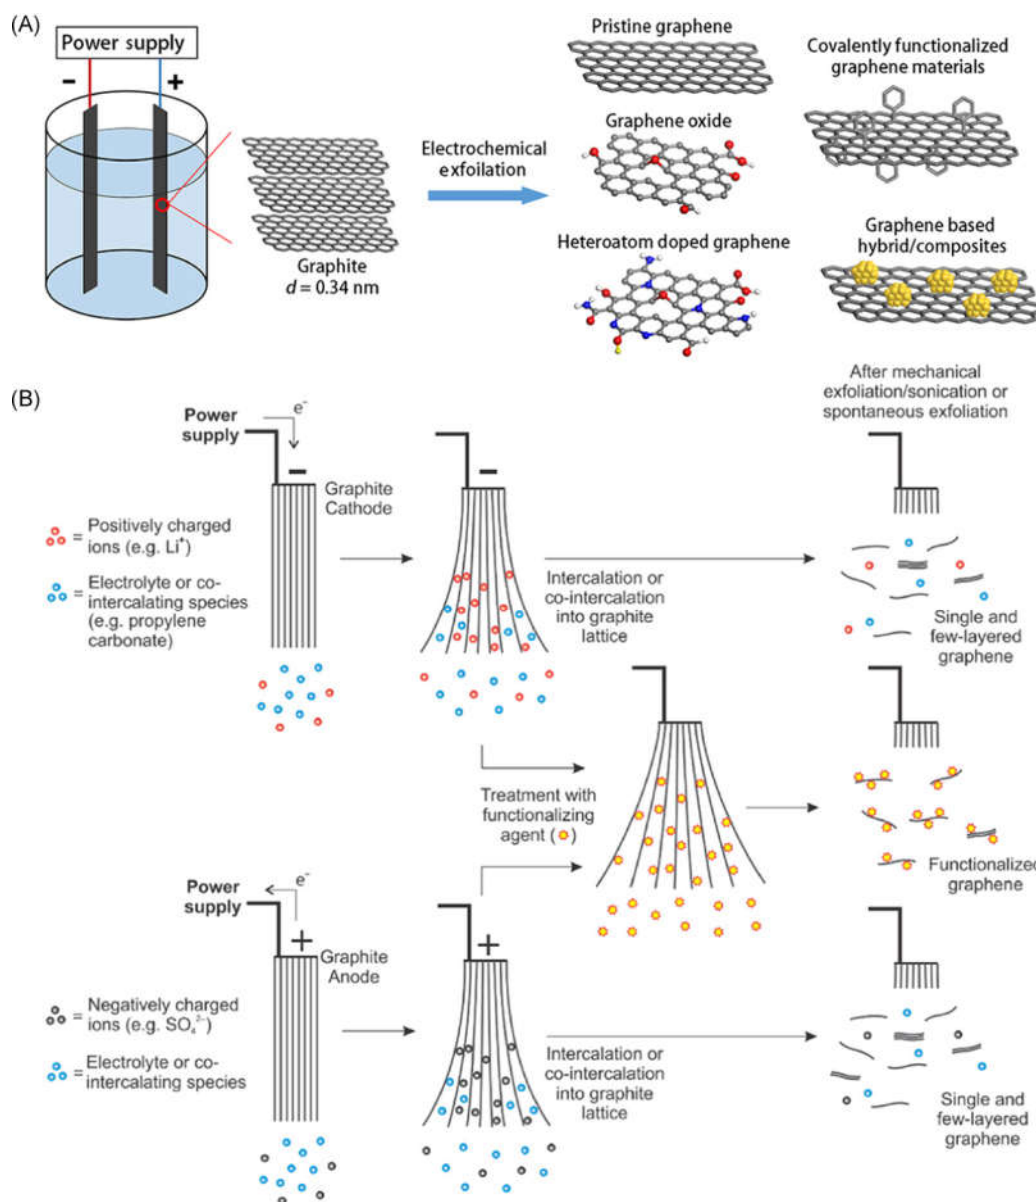 (A)
Power supply
-
+
Graphite
d = 0.34 nm
Electrochemical
exfoilation
Pristine graphene
Graphene oxide
Heteroatom doped graphene
Covalently functionalized
graphene materials
Graphene based
hybrid/composites
(B)
Power
supply
e⁻
−
Graphite
Cathode
= Positively charged
ions (e.g. Li⁺)
= Electrolyte or co-
intercalating species
(e.g. propylene
carbonate)
−
Intercalation or
co-intercalation
into graphite
lattice
After mechanical
exfoliation/sonication or
spontaneous exfoliation
Single and
few-layered
graphene
Treatment with
functionalizing
agent ( )
Functionalized
graphene
Power
supply
e⁻
+
Graphite
Anode
= Negatively charged
ions (e.g. SO₄²⁻)
= Electrolyte or co-
intercalating species
+
Intercalation or
co-intercalation
into graphite
lattice
Single and
few-layered
graphene